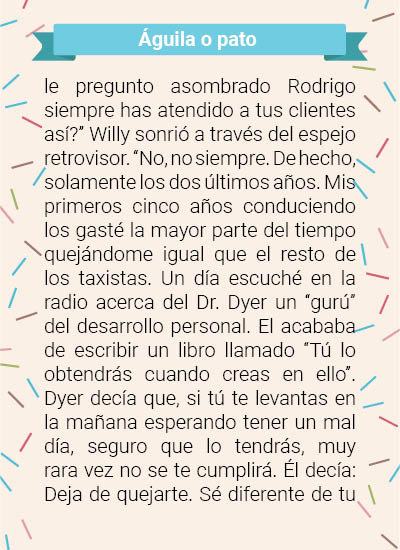 Águila o pato
le pregunto asombrado Rodrigo
siempre has atendido a tus clientes
así?” Willy sonrió a través del espejo
retrovisor. “No, no siempre. De hecho,
solamente los dos últimos años. Mis
primeros cinco años conduciendo
los gasté la mayor parte del tiempo
quejándome igual que el resto de
los taxistas. Un día escuché en la
radio acerca del Dr. Dyer un “gurú”
del desarrollo personal. El acababa
de escribir un libro llamado “Tú lo
obtendrás cuando creas en ello”.
Dyer decía que, si tú te levantas en
la mañana esperando tener un mal
día, seguro que lo tendrás, muy
rara vez no se te cumplirá. Él decía:
Deja de quejarte. Sé diferente de tu